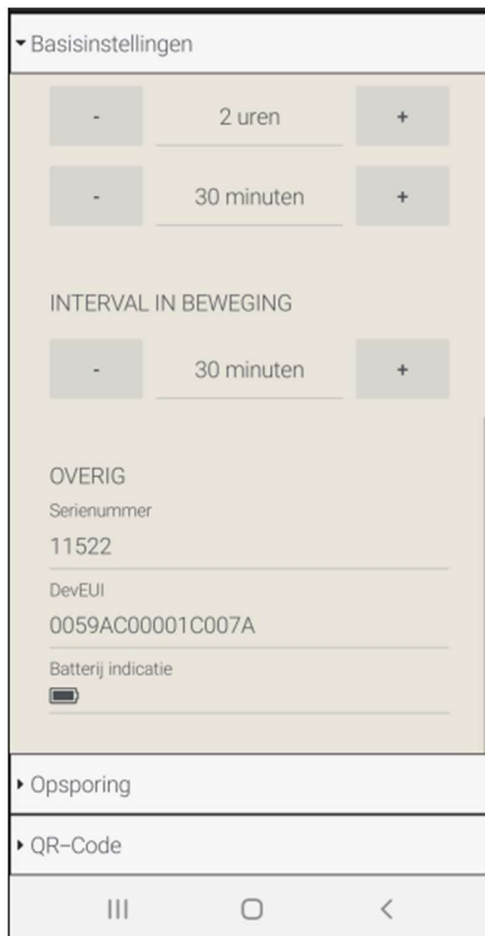 Basisinstellingen
- 2 uren +
- 30 minuten +
INTERVAL IN BEWEGING
- 30 minuten +
OVERIG
Serienummer
11522
DevEUI
0059AC00001C007A
Batterij indicatie
Opsporing
QR-Code